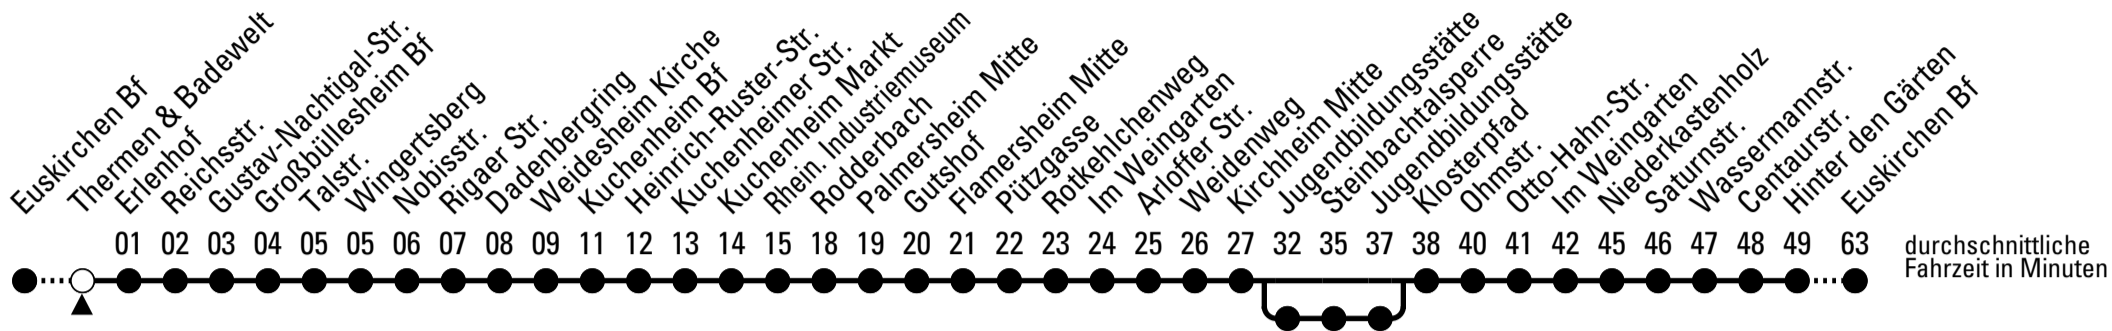 Euskirchen Bf
Thermen & Badewelt
Erlenhof
Reichsstr.
Gustav-Nachtigal-Str.
Großbüllesheim Bf
Talstr.
Wingertsberg
Nobisstr.
Rigaer Str.
Dadenbergring
Weidesheim Kirche
Kuchenheim Bf
Heinrich-Ruster-Str.
Kuchenheimer Str.
Kuchenheim Markt
Rhein. Industriemuseum
Rodderbach
Palmersheim Mitte
Gutshof
Flamersheim Mitte
Pützgasse
Rotkehlchenweg
Im Weingarten
Arloffer Str.
Weidenweg
Kirchheim Mitte
Jugendbildungsstätte
Steinbachtalsperre
Jugendbildungsstätte
Klosterpfad
Ohmstr.
Otto-Hahn-Str.
Im Weingarten
Niederkastenholz
Saturnstr.
Wassermannstr.
Centaurstr.
Hinter den Gärten
Euskirchen Bf
01 02 03 04 05 05 06 07 08 09 11 12 13 14 15 18 19 20 21 22 23 24 25 26 27 32 35 37 38 40 41 42 45 46 47 48 49 63
durchschnittliche
Fahrzeit in Minuten